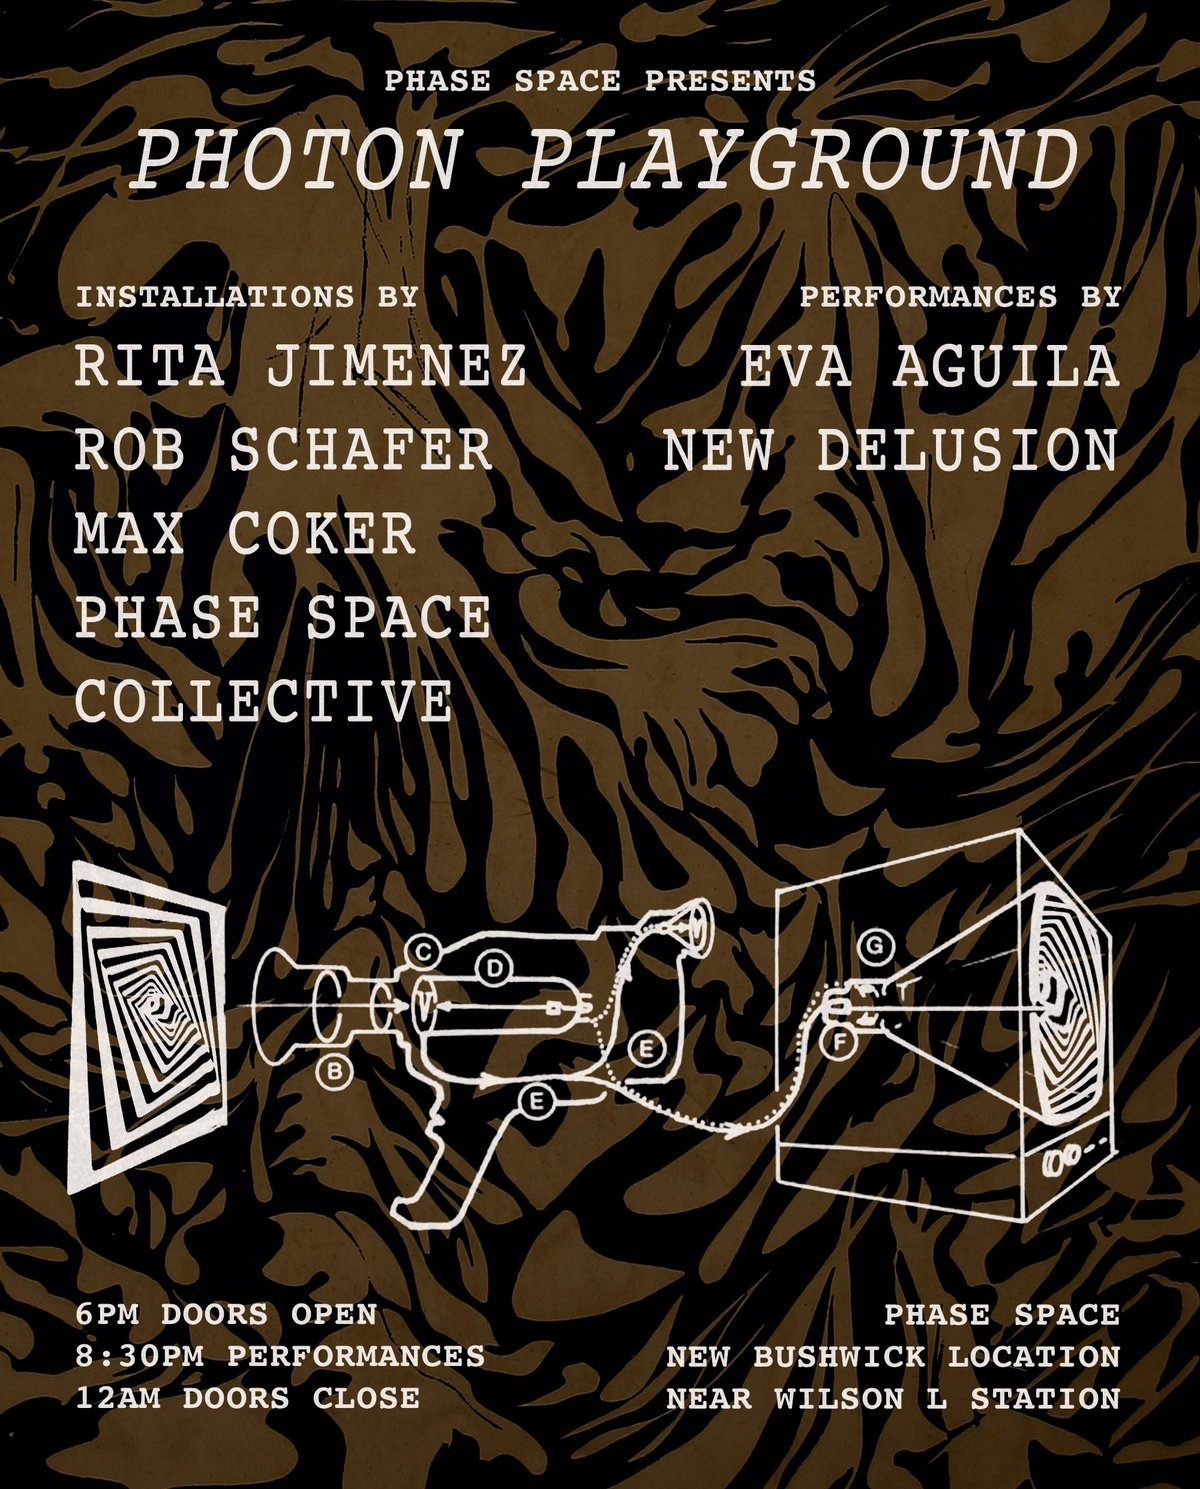 PHASE SPACE PRESENTS
PHOTON PLAYGROUND
INSTALLATIONS BY
RITA JIMENEZ
ROB SCHAFER
MAX COKER
PHASE SPACE
COLLECTIVE
PERFORMANCES BY
EVA AGUILA
NEW DELUSION
B
C
D
E
E
F
G
6PM DOORS OPEN
8:30PM PERFORMANCES
12AM DOORS CLOSE
PHASE SPACE
NEW BUSHWICK LOCATION
NEAR WILSON L STATION